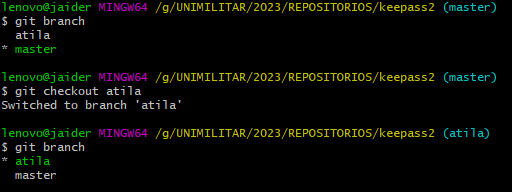 lenovo@jaider MINGW64 /g/UNIMILITAR/2023/REPOSITORIOS/keepass2 (master)
$ git branch
  atila
* master
lenovo@jaider MINGW64 /g/UNIMILITAR/2023/REPOSITORIOS/keepass2 (master)
$ git checkout atila
Switched to branch 'atila'
lenovo@jaider MINGW64 /g/UNIMILITAR/2023/REPOSITORIOS/keepass2 (atila)
$ git branch
* atila
  master